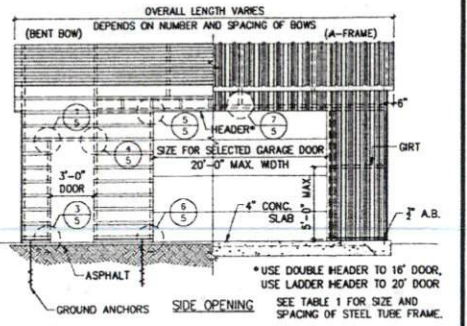 OVERALL LENGTH VARIES
DEPENDS ON NUMBER AND SPACING OF BOWS
(BENT BOW)
(A-FRAME)
6"
7
5
5
5
11
7
5
HEADER*
4
5
SIZE FOR SELECTED GARAGE DOOR
20'-0" MAX. WIDTH
GIRT
3'-0"
DOOR
5'-0" MAX.
3
5
6
5
4" CONC.
SLAB
½" A.B.
ASPHALT
* USE DOUBLE HEADER TO 16' DOOR,
USE LADDER HEADER TO 20' DOOR
GROUND ANCHORS
SIDE OPENING
SEE TABLE 1 FOR SIZE AND
SPACING OF STEEL TUBE FRAME.